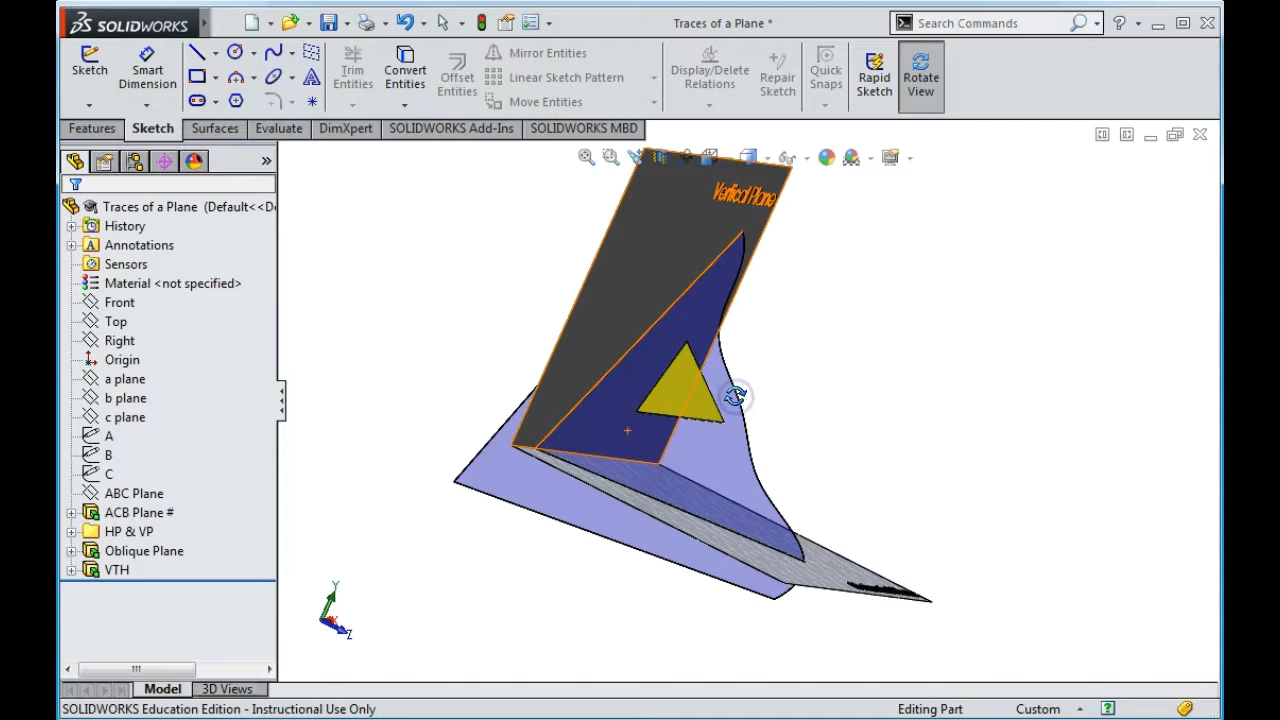 SOLIDWORKS
Traces of a Plane *
Search Commands
Sketch
Smart Dimension
Trim Entities
Convert Entities
Offset Entities
Mirror Entities
Linear Sketch Pattern
Move Entities
Display/Delete Relations
Repair Sketch
Quick Snaps
Rapid Sketch
Rotate View
Features
Sketch
Surfaces
Evaluate
DimXpert
SOLIDWORKS Add-Ins
SOLIDWORKS MBD
Traces of a Plane (Default<<D
History
Annotations
Sensors
Material <not specified>
Front
Top
Right
Origin
a plane
b plane
c plane
A
B
C
ABC Plane
ACB Plane #
HP & VP
Oblique Plane
VTH
Vertical Plane
Y
Z
Model
3D Views
SOLIDWORKS Education Edition - Instructional Use Only
Editing Part
Custom